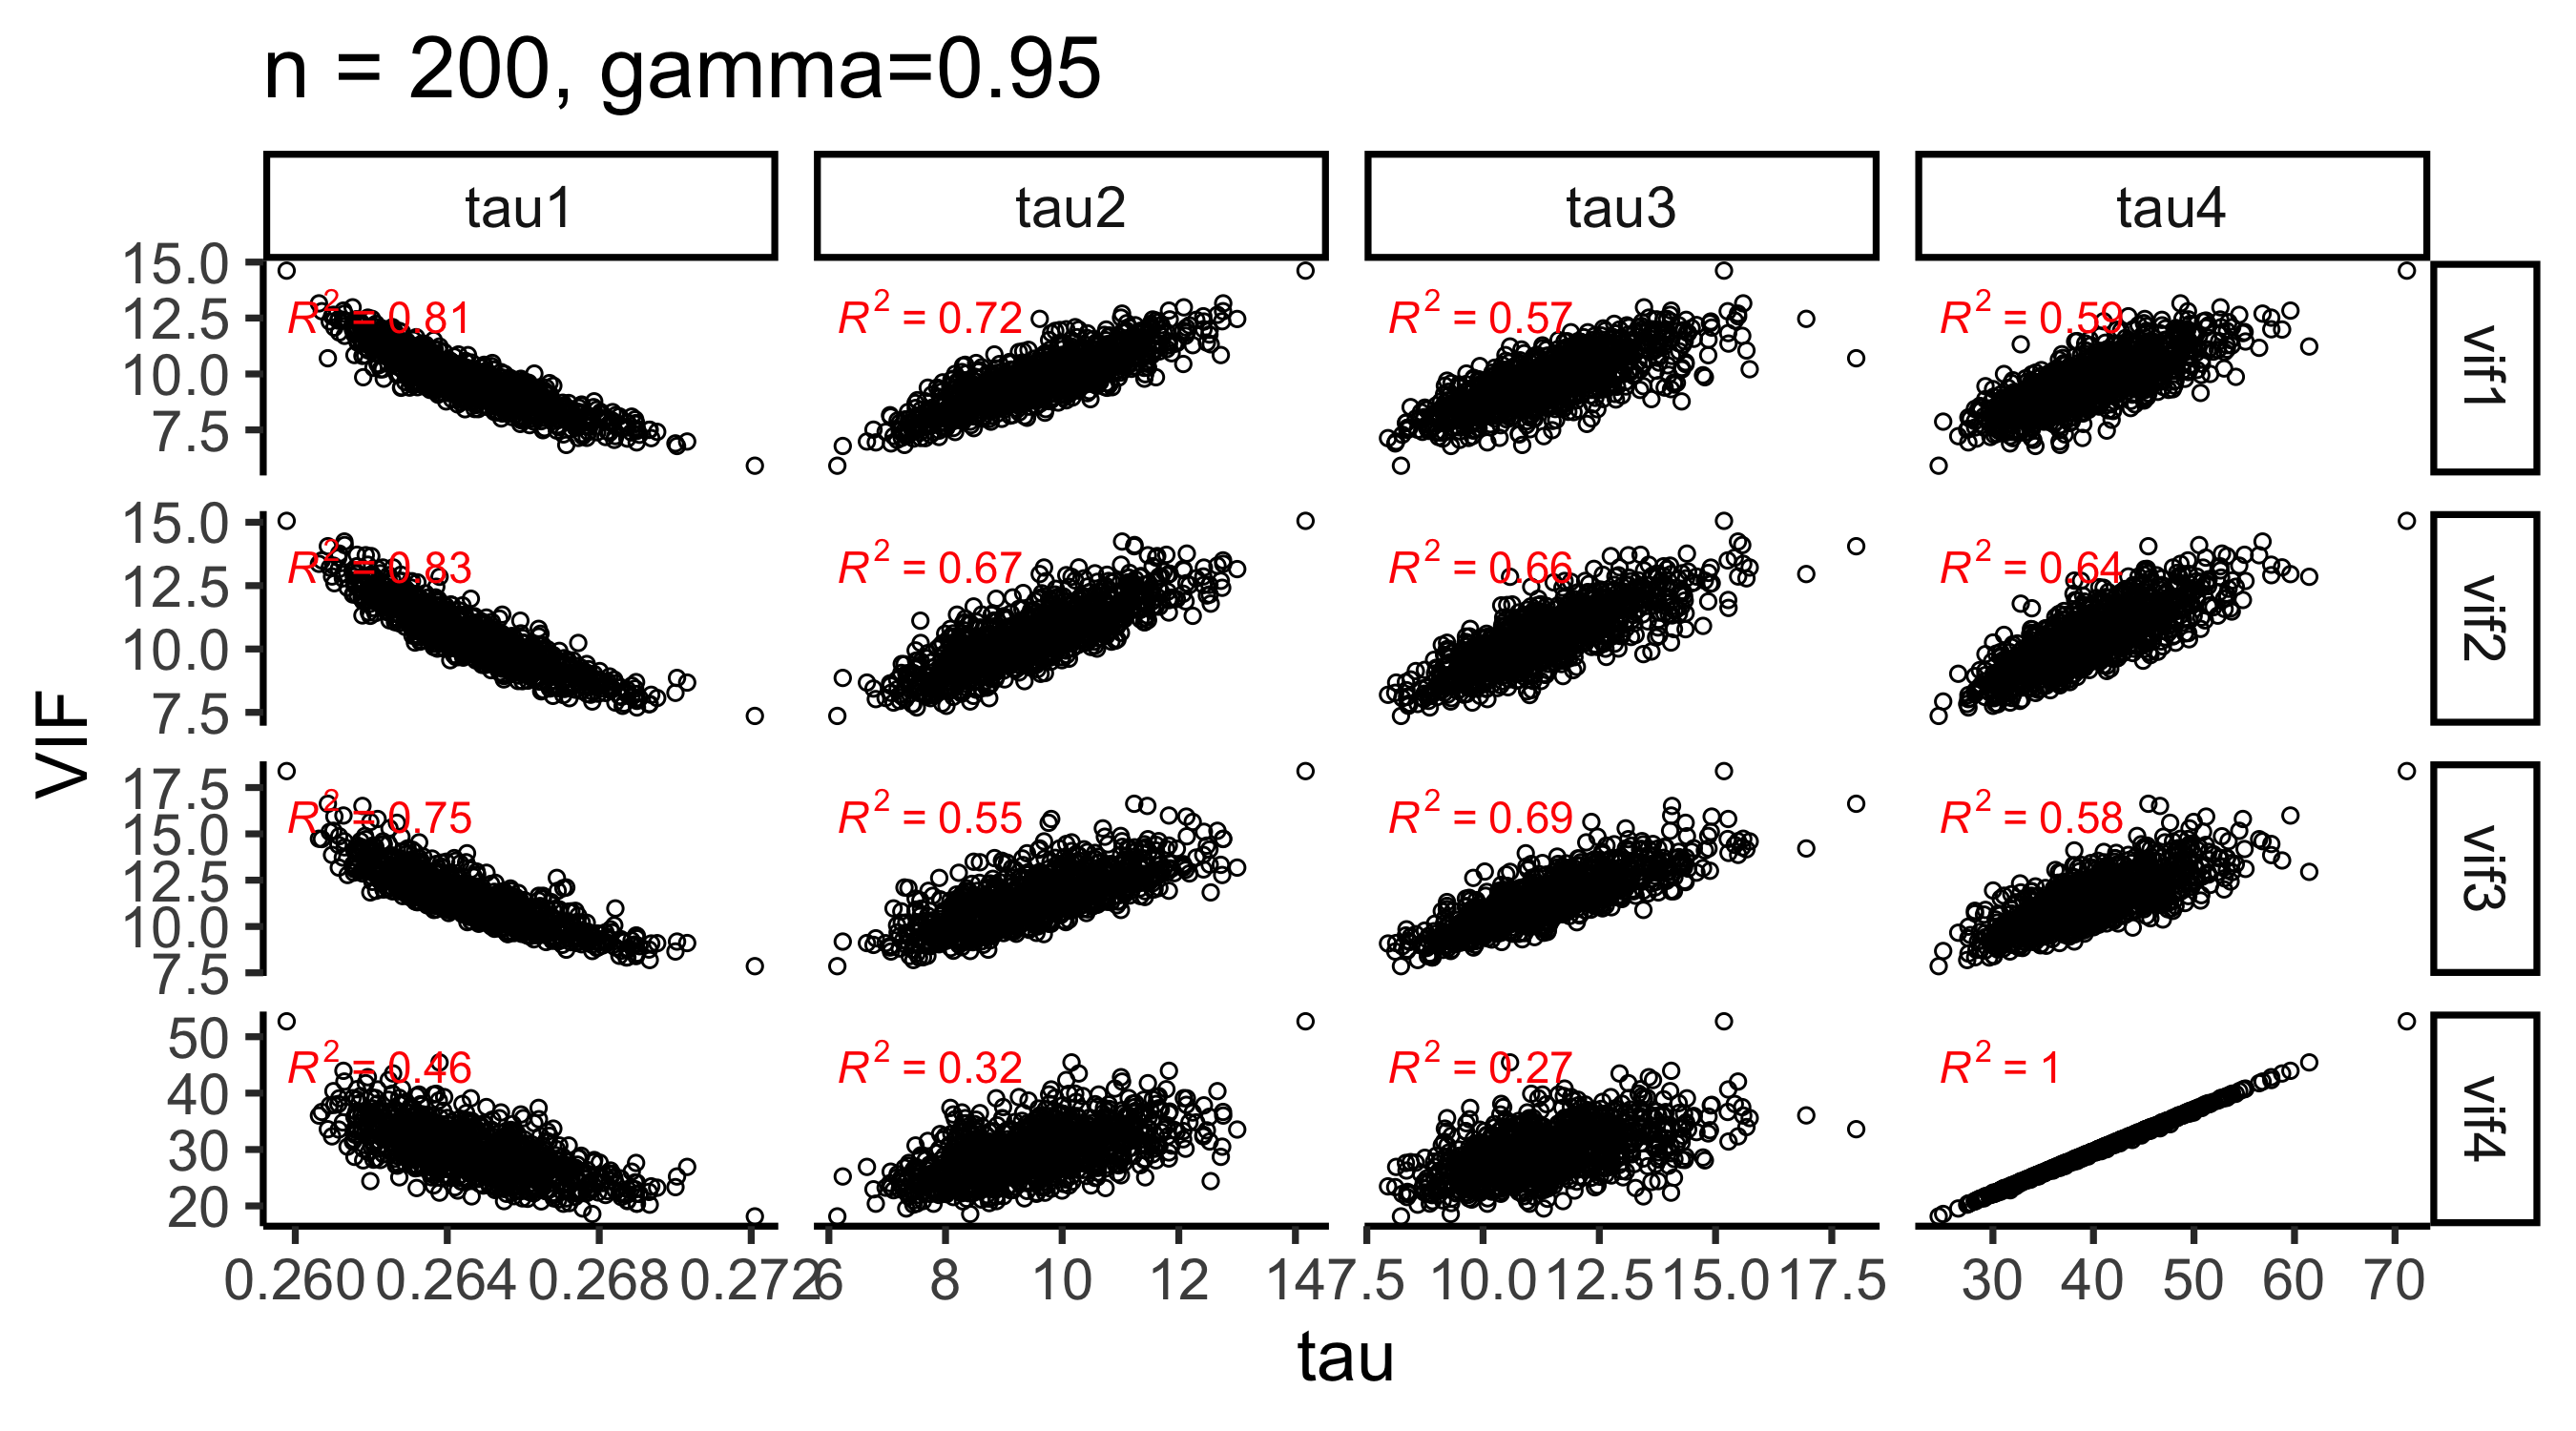 n = 200, gamma=0.95
tau1 tau2 tau3 tau4
15.0
12.5
10.0
7.5
R² = 0.81 R² = 0.72 R² = 0.57 R² = 0.59
vif1
15.0
12.5
10.0
7.5
R² = 0.83 R² = 0.67 R² = 0.66 R² = 0.64
vif2
VIF
17.5
15.0
12.5
10.0
7.5
R² = 0.75 R² = 0.55 R² = 0.69 R² = 0.58
vif3
50
40
30
20
R² = 0.46 R² = 0.32 R² = 0.27 R² = 1
vif4
0.260 0.264 0.268 0.272 6 8 10 12 14 7.5 10.0 12.5 15.0 17.5 30 40 50 60 70
tau